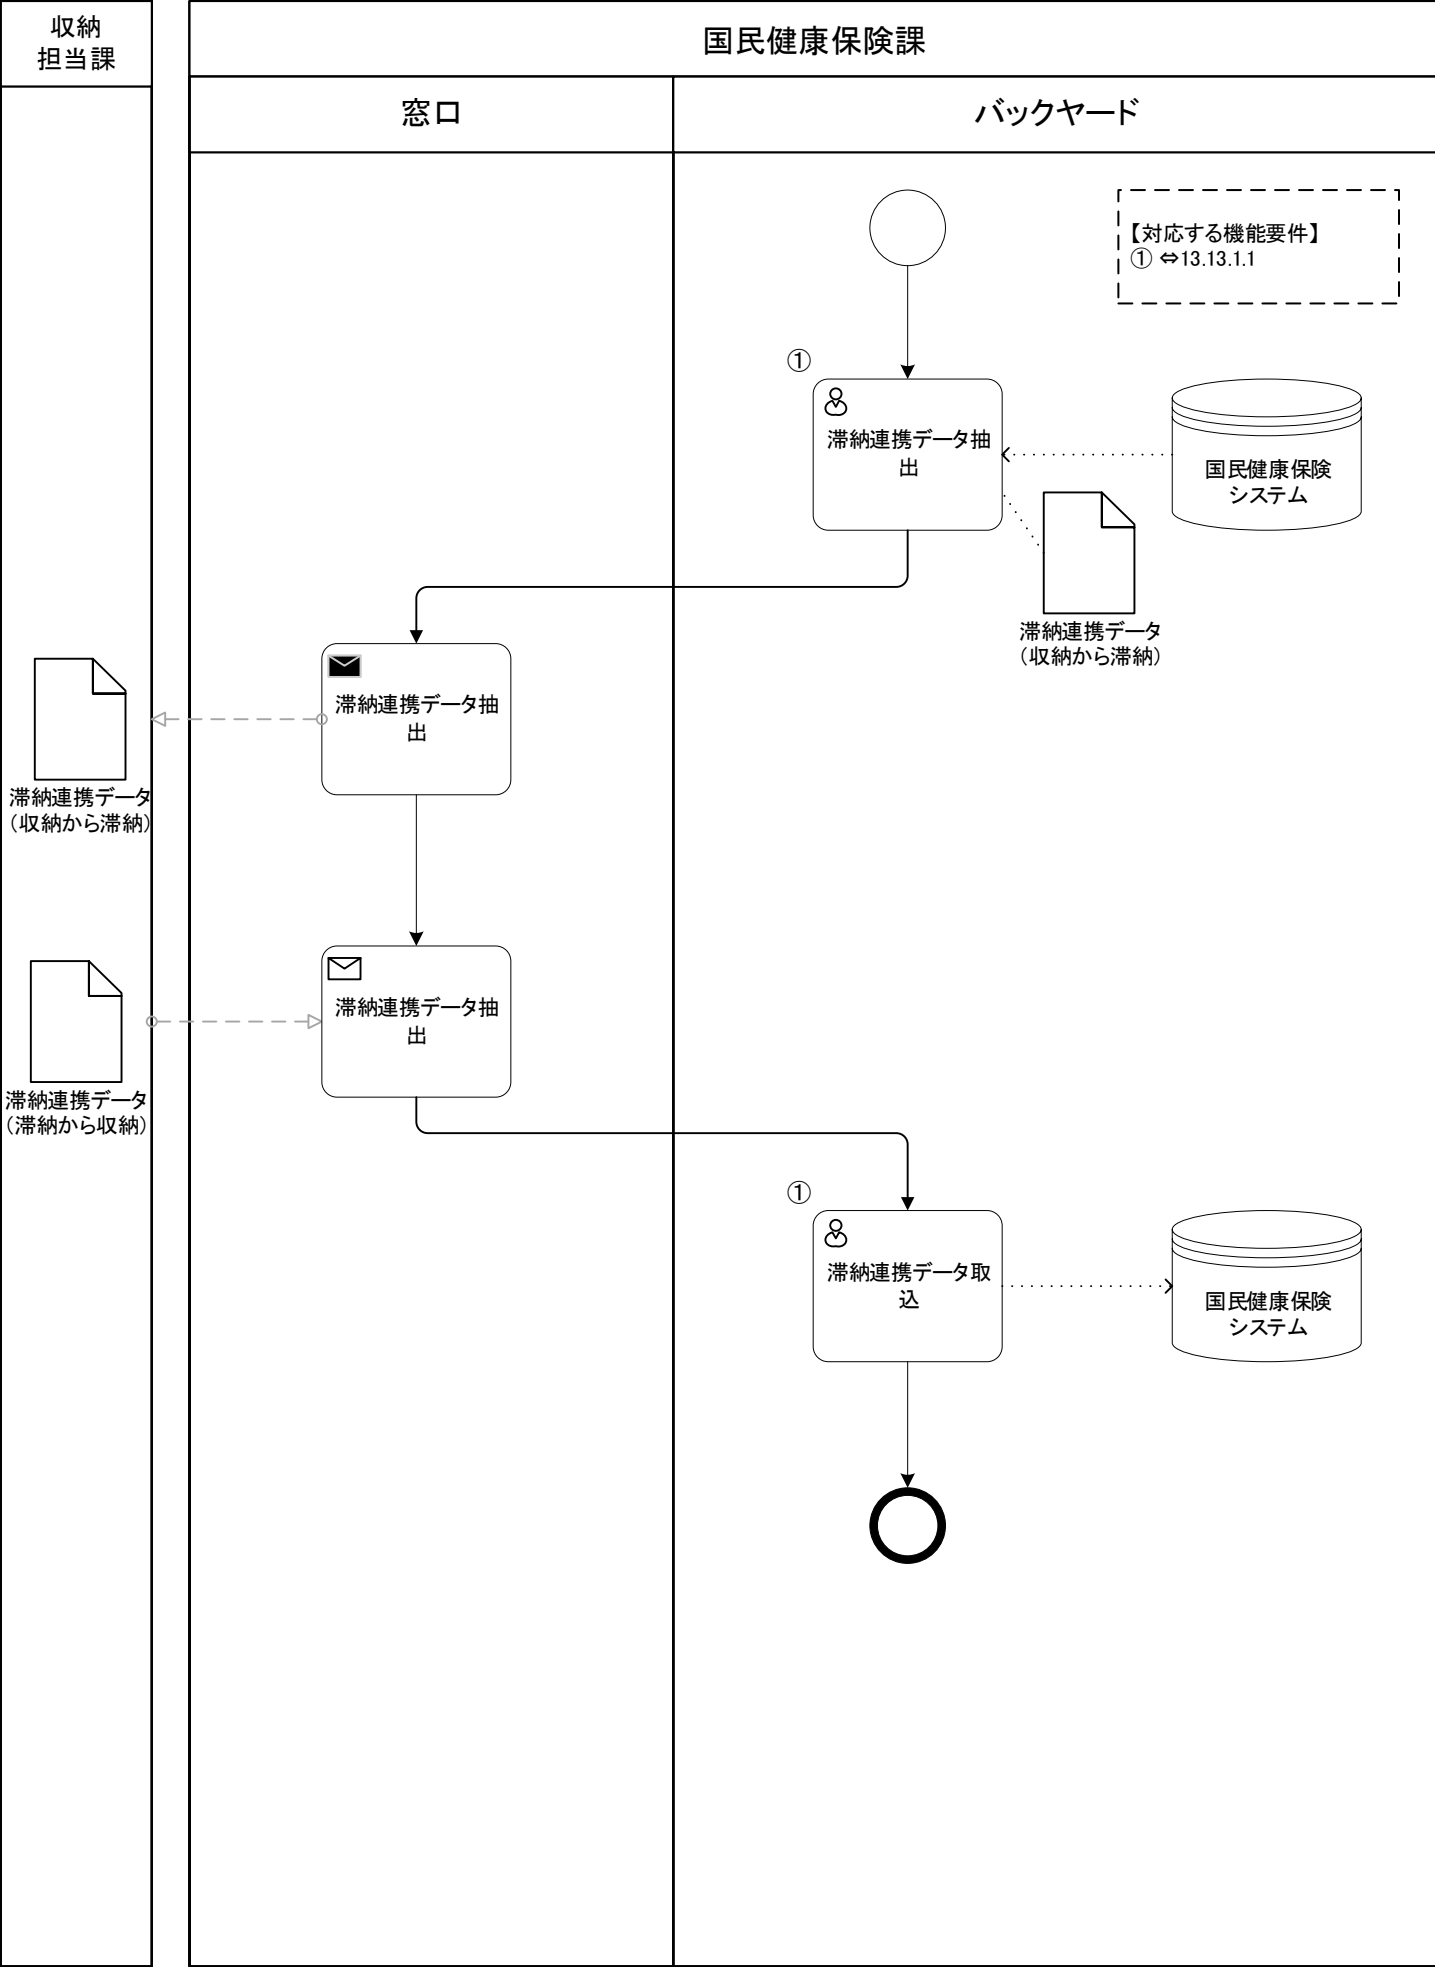 収納
担当課
国民健康保険課
窓口
バックヤード
【対応する機能要件】
① ⇔13.13.1.1
①
滞納連携データ抽
出
国民健康保険
システム
滞納連携データ
（収納から滞納）
滞納連携データ抽
出
滞納連携データ
（収納から滞納）
滞納連携データ抽
出
滞納連携データ
（滞納から収納）
①
滞納連携データ取
込
国民健康保険
システム